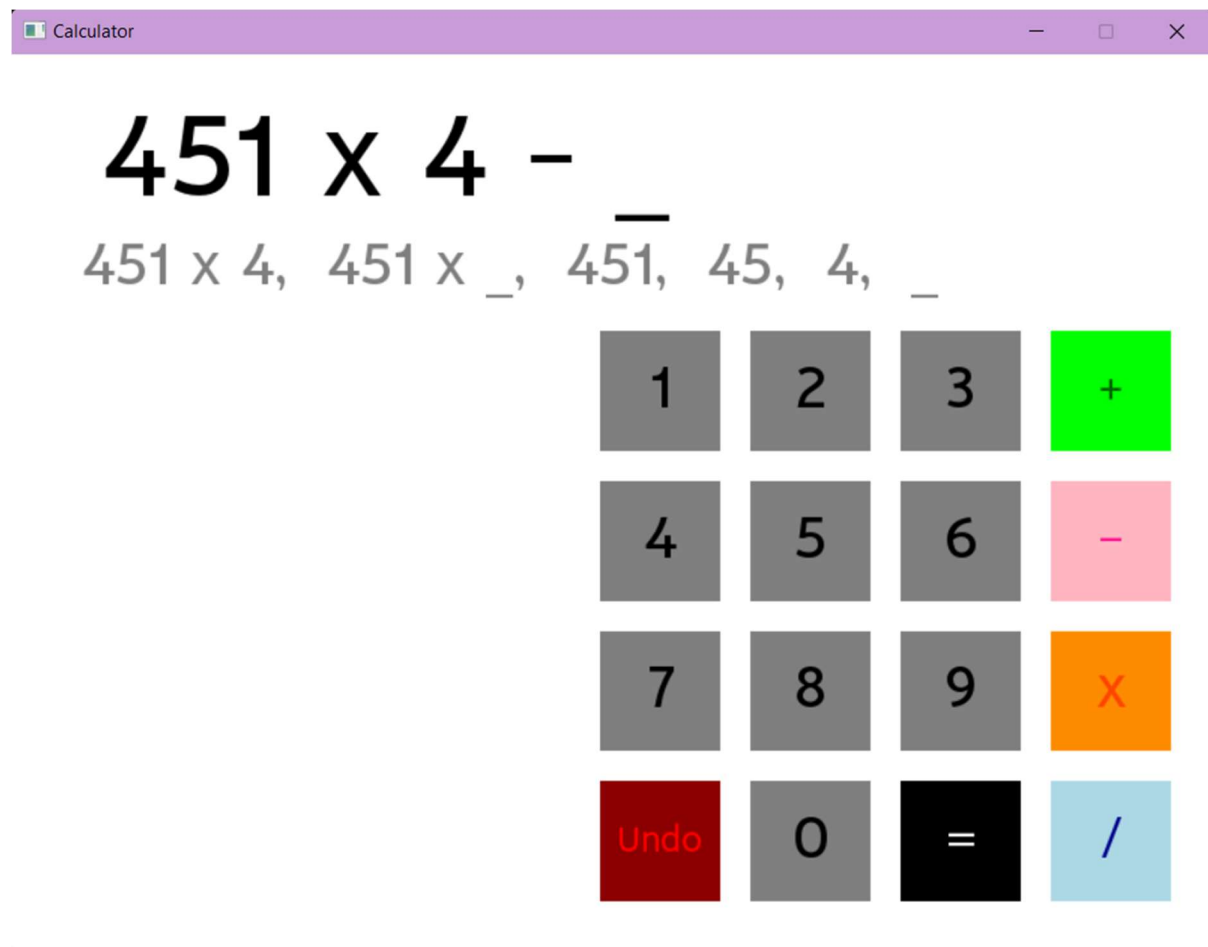 Calculator
451 x 4 - _
451 x 4, 451 x _, 451, 45, 4, _
1 2 3 +
4 5 6 -
7 8 9 x
Undo 0 = /